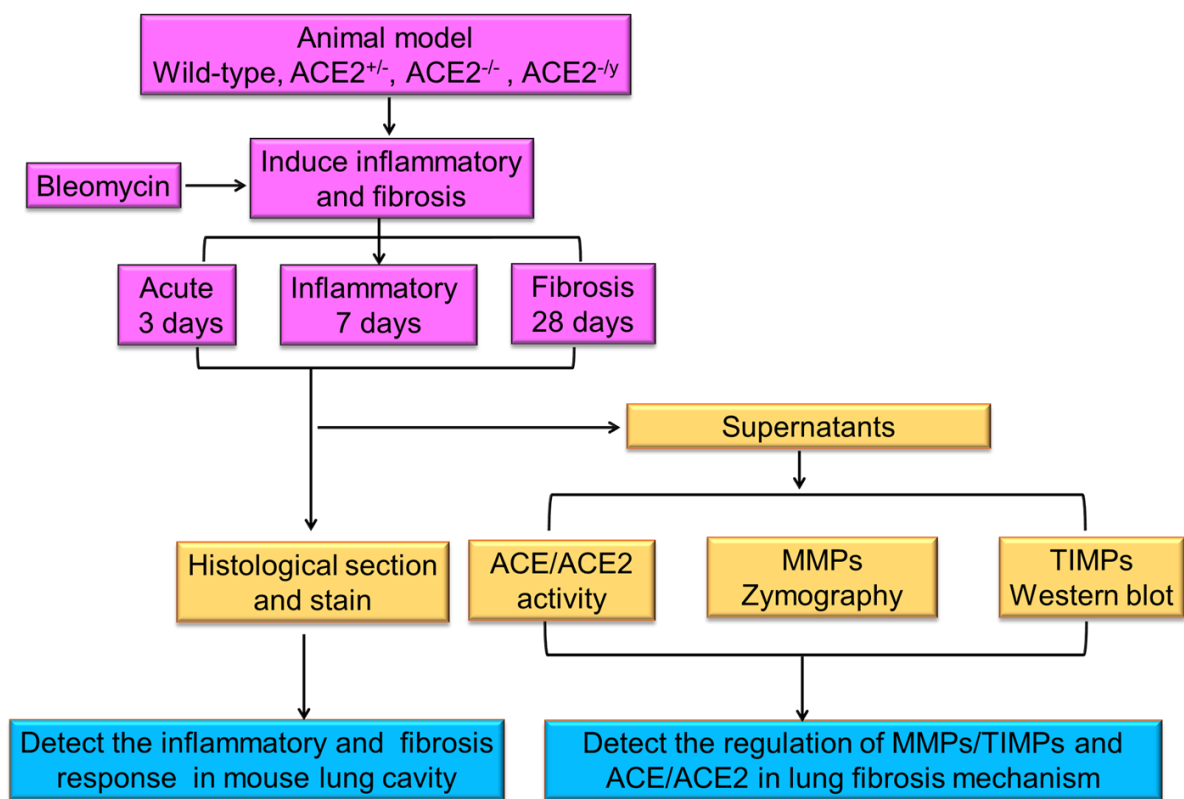 Animal model
Wild-type, ACE2+/-, ACE2-/- , ACE2-/y
Bleomycin
Induce inflammatory
and fibrosis
Acute
3 days
Inflammatory
7 days
Fibrosis
28 days
Supernatants
Histological section
and stain
ACE/ACE2
activity
MMPs
Zymography
TIMPs
Western blot
Detect the inflammatory and fibrosis
response in mouse lung cavity
Detect the regulation of MMPs/TIMPs and
ACE/ACE2 in lung fibrosis mechanism